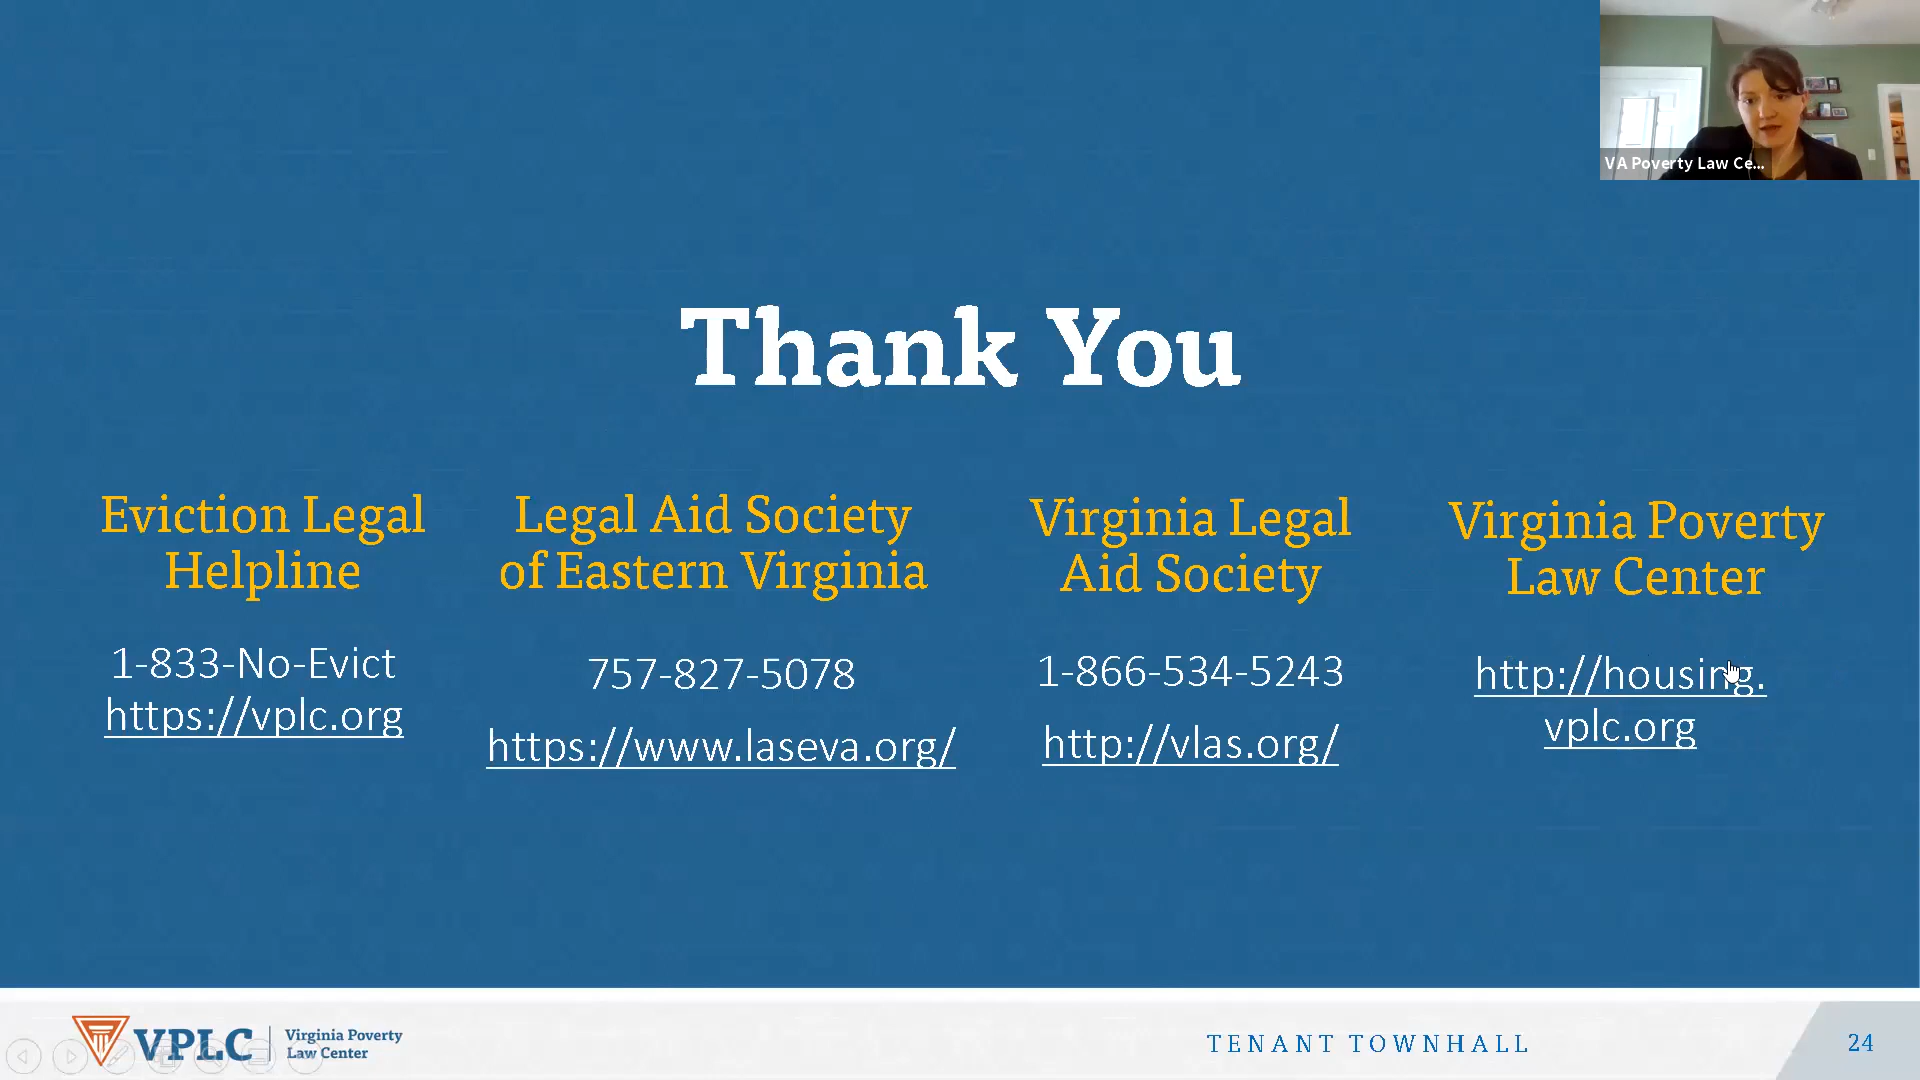 VA Poverty Law Ce...
Thank You
Eviction Legal
Helpline
1-833-No-Evict
https://vplc.org
Legal Aid Society
of Eastern Virginia
757-827-5078
https://www.laseva.org/
Virginia Legal
Aid Society
1-866-534-5243
http://vlas.org/
Virginia Poverty
Law Center
http://housing.
vplc.org
VPLC
Virginia Poverty
Law Center
TENANT TOWNHALL
24